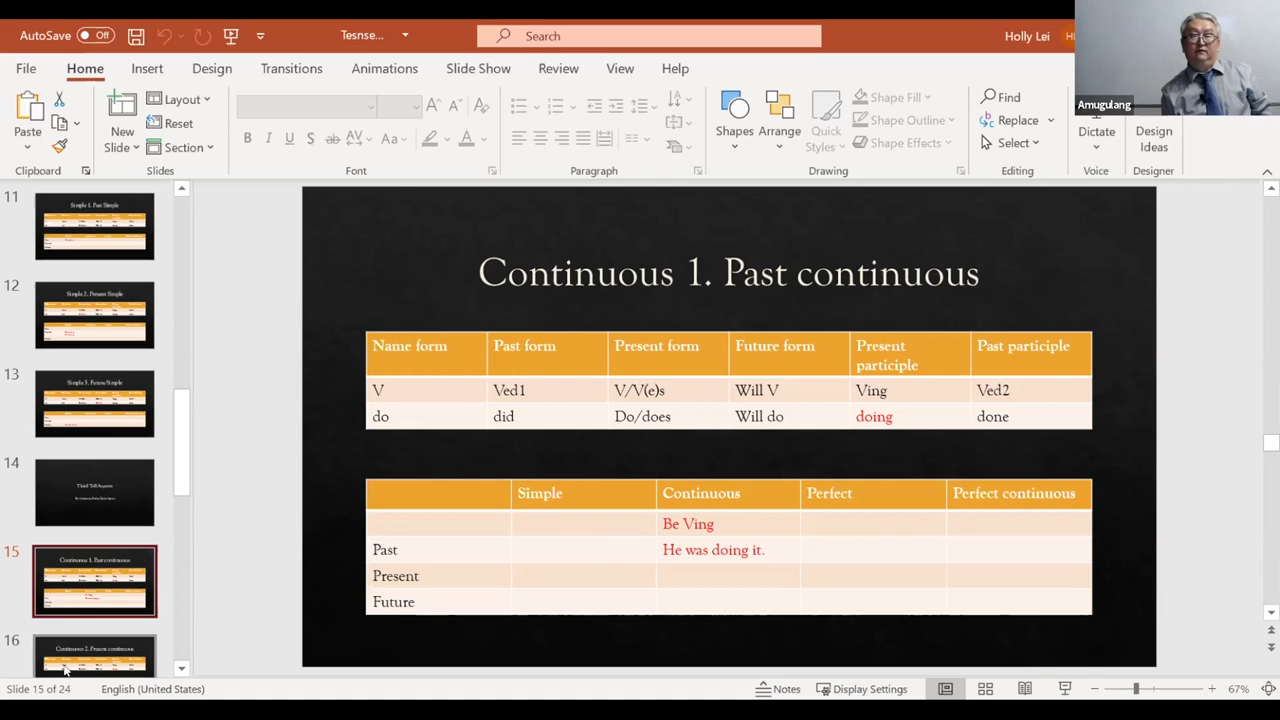 AutoSave Off Tesnse... Search Holly Lei
File Home Insert Design Transitions Animations Slide Show Review View Help
Amugulang
Paste
New
Slide
Layout
Reset
Section
B I U S ab AV Aa A
Shapes
Arrange
Quick
Styles
Shape Fill
Shape Outline
Shape Effects
Find
Replace
Select
Dictate
Design
Ideas
Clipboard Slides Font Paragraph Drawing Editing Voice Designer
11
Simple 1. Past Simple
12
Simple 2. Present Simple
13
Simple 3. Future Simple
14
15
Continuous 1. Past continuous
16
Continuous 2. Present continuous
Continuous 1. Past continuous
Name form Past form Present form Future form Present participle Past participle
V Ved1 V/V(e)s Will V Ving Ved2
do did Do/does Will do doing done
Simple Continuous Perfect Perfect continuous
Be Ving
Past He was doing it.
Present
Future
Slide 15 of 24 English (United States) Notes Display Settings 67%